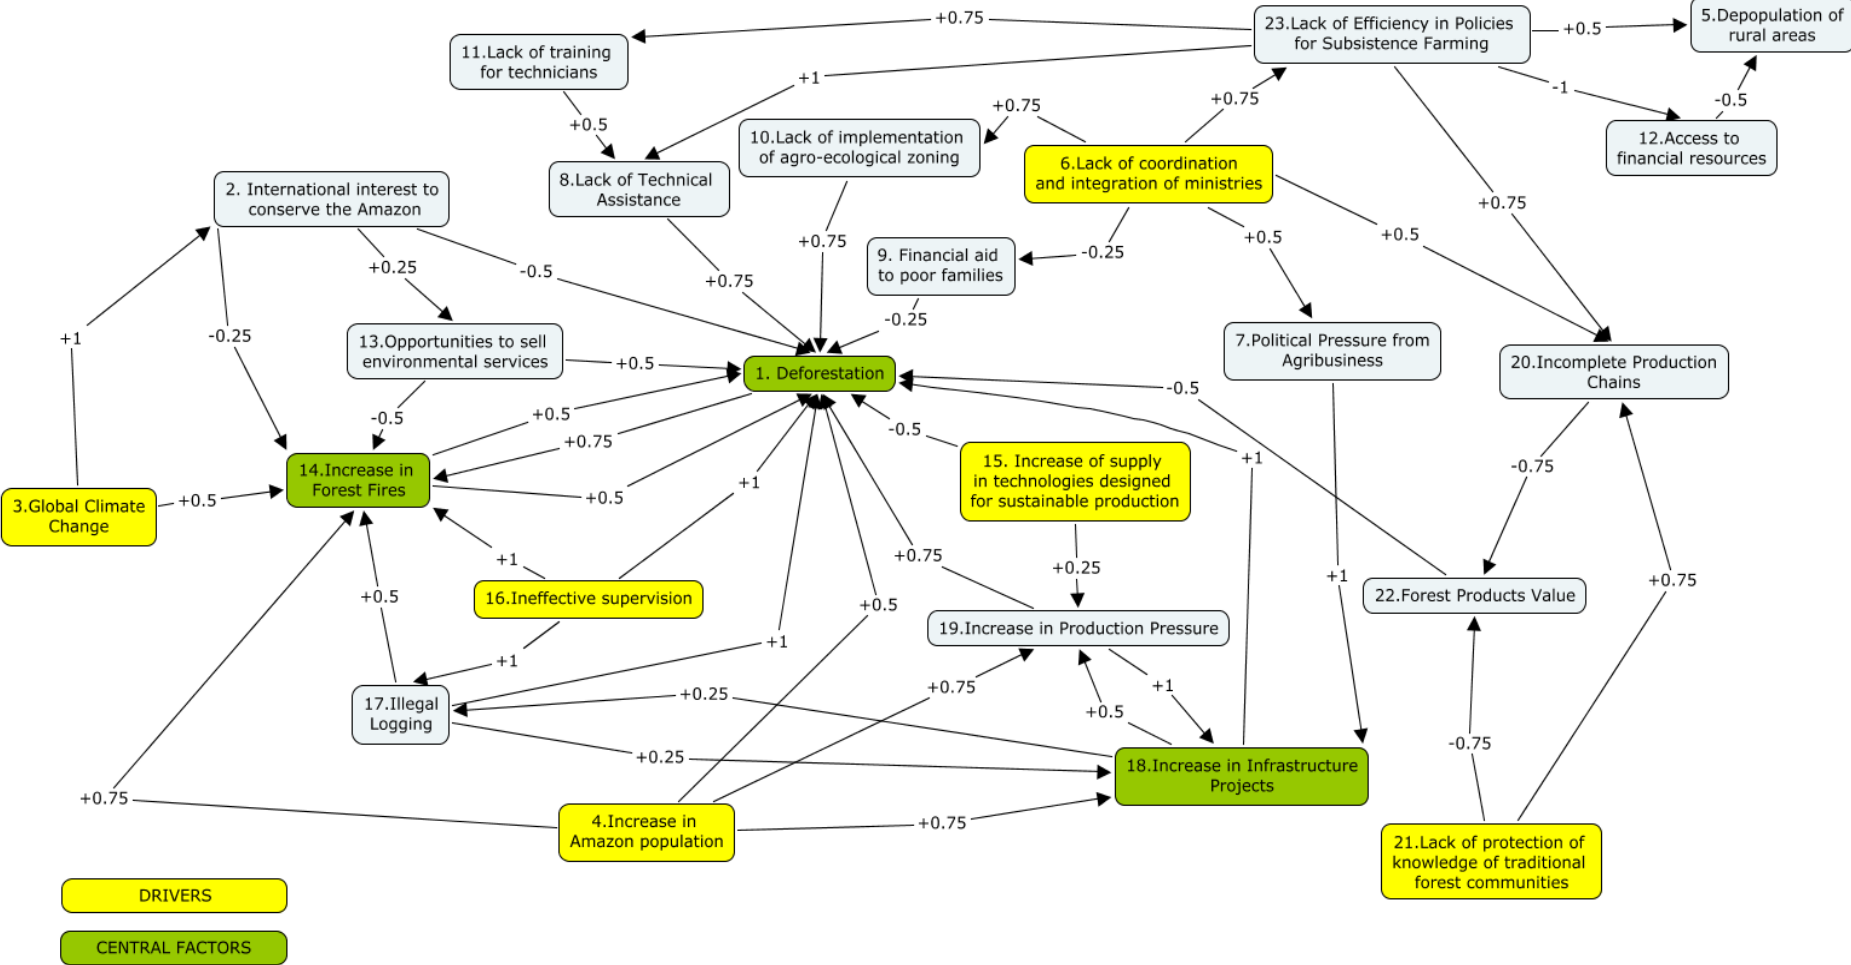 +0.75
23.Lack of Efficiency in Policies
for Subsistence Farming
+0.5
5.Depopulation of
rural areas
11.Lack of training
for technicians
+1
-1
-0.5
+0.75
+0.75
+0.5
10.Lack of implementation
of agro-ecological zoning
12.Access to
financial resources
6.Lack of coordination
and integration of ministries
8.Lack of Technical
Assistance
2. International interest to
conserve the Amazon
+0.75
+0.5
+0.5
+0.75
-0.25
9. Financial aid
to poor families
+0.25
-0.5
+0.75
-0.25
+1
-0.25
13.Opportunities to sell
environmental services
7.Political Pressure from
Agribusiness
20.Incomplete Production
Chains
+0.5
1. Deforestation
-0.5
-0.5
+0.5
+0.75
-0.5
+1
-0.75
14.Increase in
Forest Fires
15. Increase of supply
in technologies designed
for sustainable production
+0.5
+0.5
+1
3.Global Climate
Change
+1
+0.75
+0.25
+1
+0.75
+0.5
16.Ineffective supervision
+0.5
22.Forest Products Value
19.Increase in Production Pressure
+1
+1
17.Illegal
Logging
+0.25
+0.75
+1
+0.5
-0.75
+0.25
18.Increase in Infrastructure
Projects
+0.75
4.Increase in
Amazon population
+0.75
21.Lack of protection of
knowledge of traditional
forest communities
DRIVERS
CENTRAL FACTORS